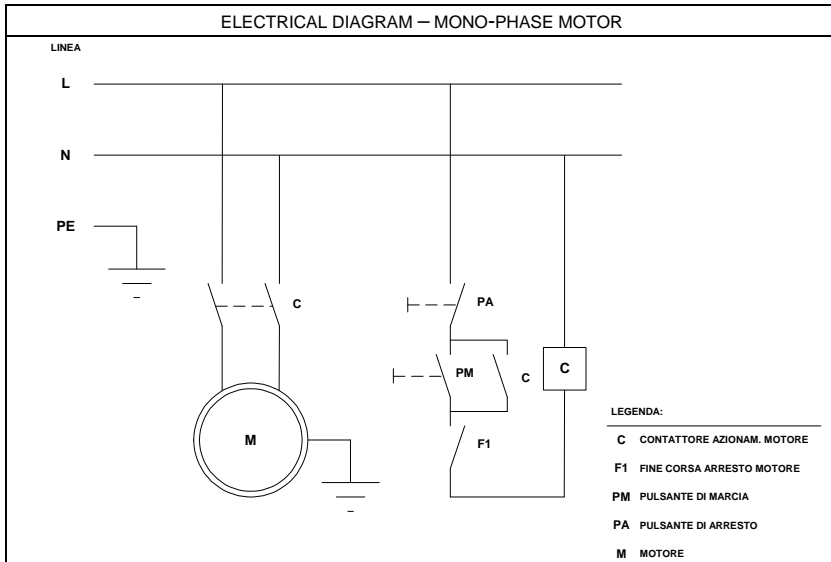 ELECTRICAL DIAGRAM – MONO-PHASE MOTOR
LINEA
L
N
PE
C
PA
PM
C
C
M
F1
LEGENDA:
C CONTATTORE AZIONAM. MOTORE
F1 FINE CORSA ARRESTO MOTORE
PM PULSANTE DI MARCIA
PA PULSANTE DI ARRESTO
M MOTORE